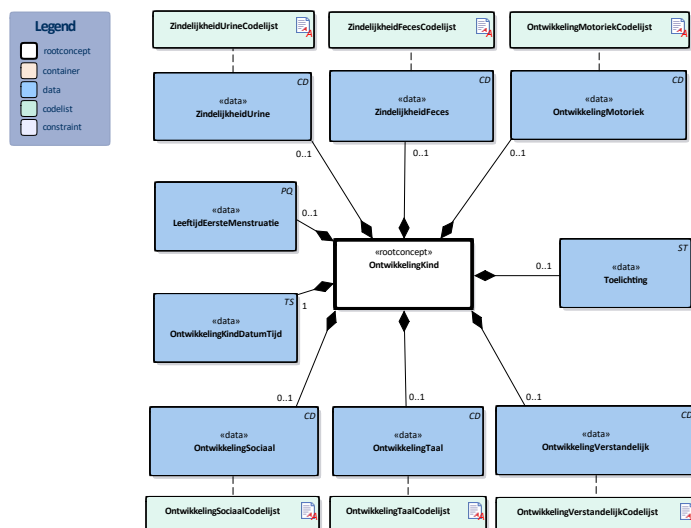 Legend
rootconcept
container
data
codelist
constraint
ZindelijkheidUrineCodelijst
ZindelijkheidFecesCodelijst
OntwikkelingMotoriekCodelijst
CD
«data»
ZindelijkheidUrine
0..1
CD
«data»
ZindelijkheidFeces
0..1
CD
«data»
OntwikkelingMotoriek
0..1
PQ
«data»
LeeftijdEersteMenstruatie
0..1
«rootconcept»
OntwikkelingKind
ST
«data»
Toelichting
0..1
TS
«data»
OntwikkelingKindDatumTijd
1
0..1
CD
«data»
OntwikkelingSociaal
0..1
CD
«data»
OntwikkelingTaal
0..1
CD
«data»
OntwikkelingVerstandelijk
OntwikkelingSociaalCodelijst
OntwikkelingTaalCodelijst
OntwikkelingVerstandelijkCodelijst